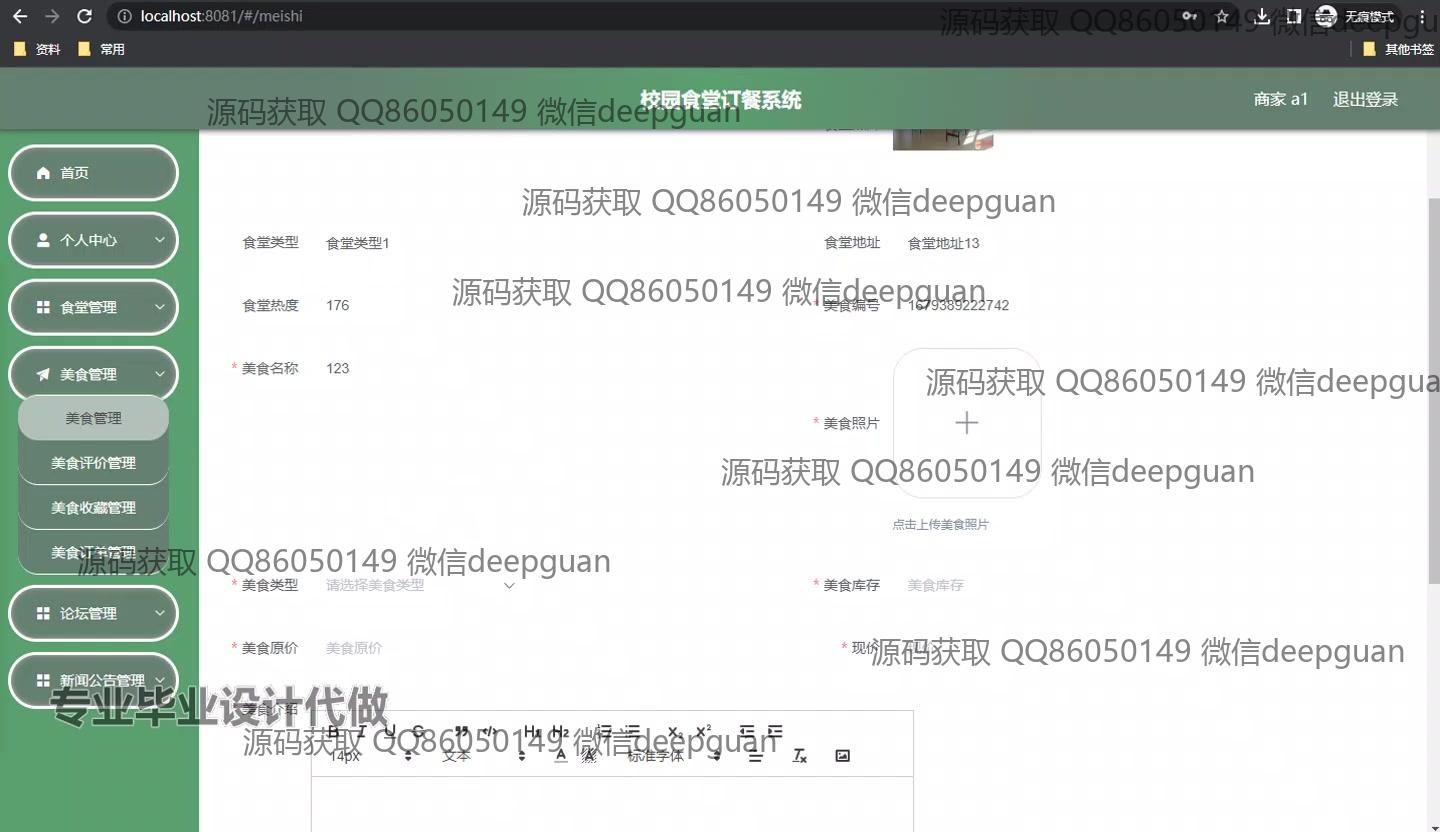 localhost:8081/#/meishi
无痕模式
资料
常用
其他书签
源码获取 QQ86050149 微信deepgu
校园食堂订餐系统
商家 a1
退出登录
源码获取 QQ86050149 微信deepguan
首页
源码获取 QQ86050149 微信deepguan
个人中心
食堂类型 食堂类型1
食堂地址 食堂地址13
源码获取 QQ86050149 微信deepguan
食堂管理
食堂热度 176
* 美食编号 1679389222742
美食管理
* 美食名称 123
源码获取 QQ86050149 微信deepgua
美食管理
* 美食照片
美食评价管理
源码获取 QQ86050149 微信deepguan
美食收藏管理
点击上传美食照片
美食订单管理
源码获取 QQ86050149 微信deepguan
* 美食类型 请选择美食类型
* 美食库存 美食库存
论坛管理
* 美食原价 美食原价
* 现价
源码获取 QQ86050149 微信deepguan
新闻公告管理
专业毕业设计代做
美食介绍
B I U S H1 H2 X2 X2
源码获取 QQ86050149 微信deepguan
14px 文本 A 标准字体